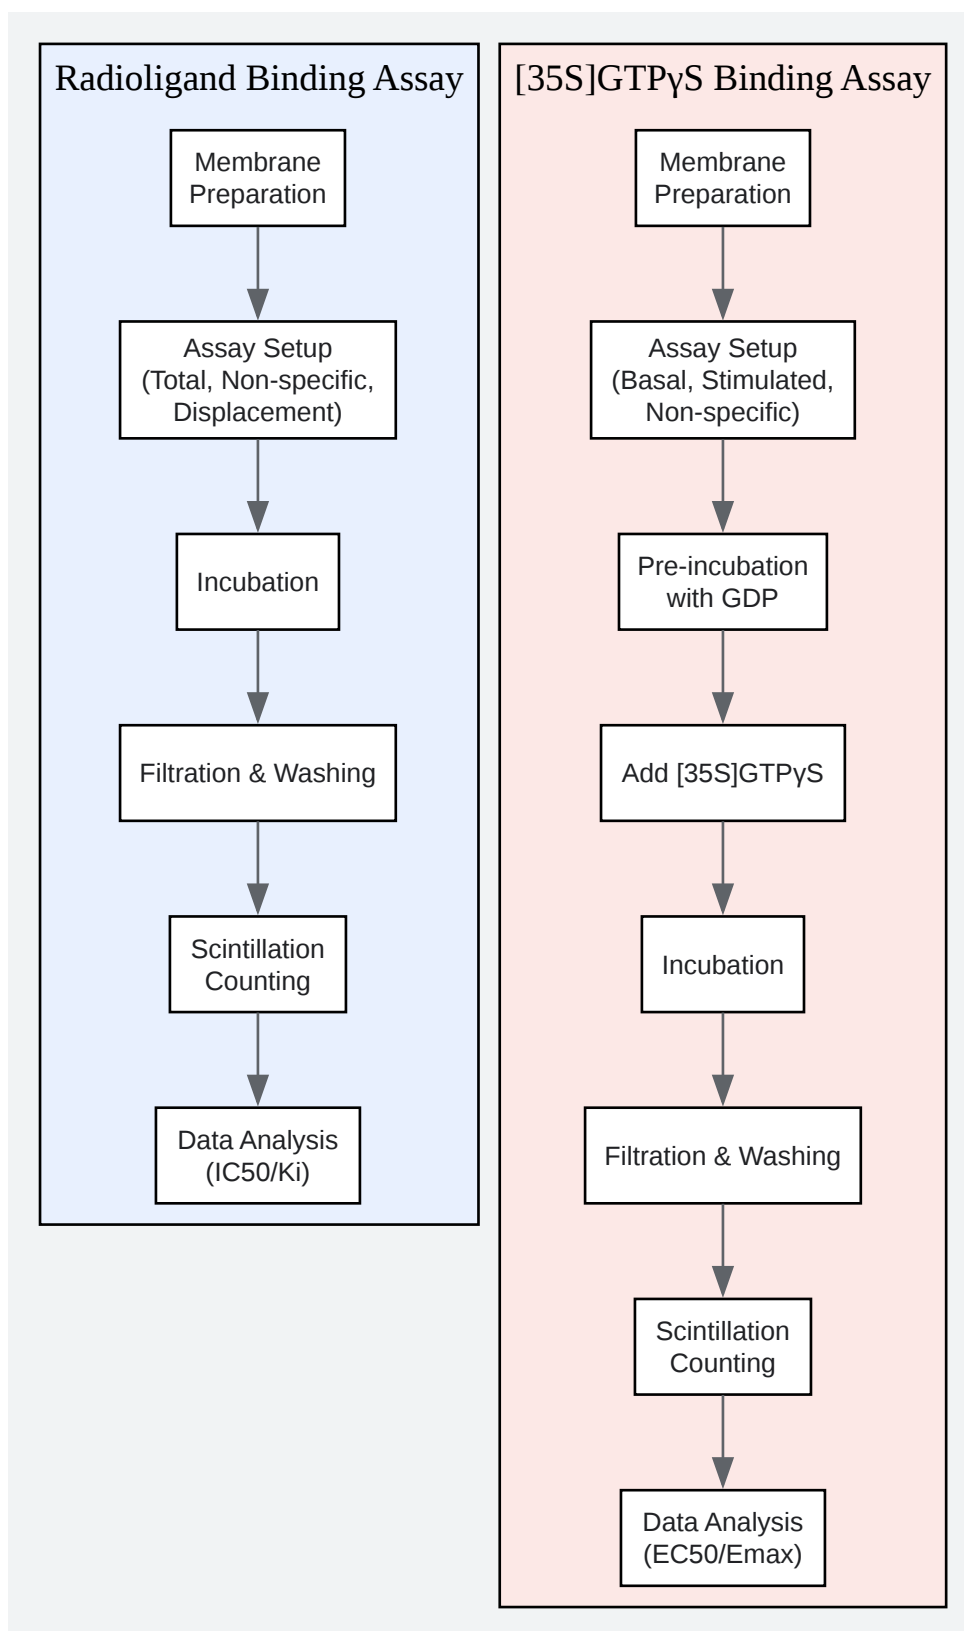 Radioligand Binding Assay
Membrane
Preparation
Assay Setup
(Total, Non-specific,
Displacement)
Incubation
Filtration & Washing
Scintillation
Counting
Data Analysis
(IC50/Ki)
[35S]GTPγS Binding Assay
Membrane
Preparation
Assay Setup
(Basal, Stimulated,
Non-specific)
Pre-incubation
with GDP
Add [35S]GTPγS
Incubation
Filtration & Washing
Scintillation
Counting
Data Analysis
(EC50/Emax)